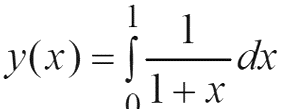 y(x) = ∫₀¹ 1/(1 + x) dx